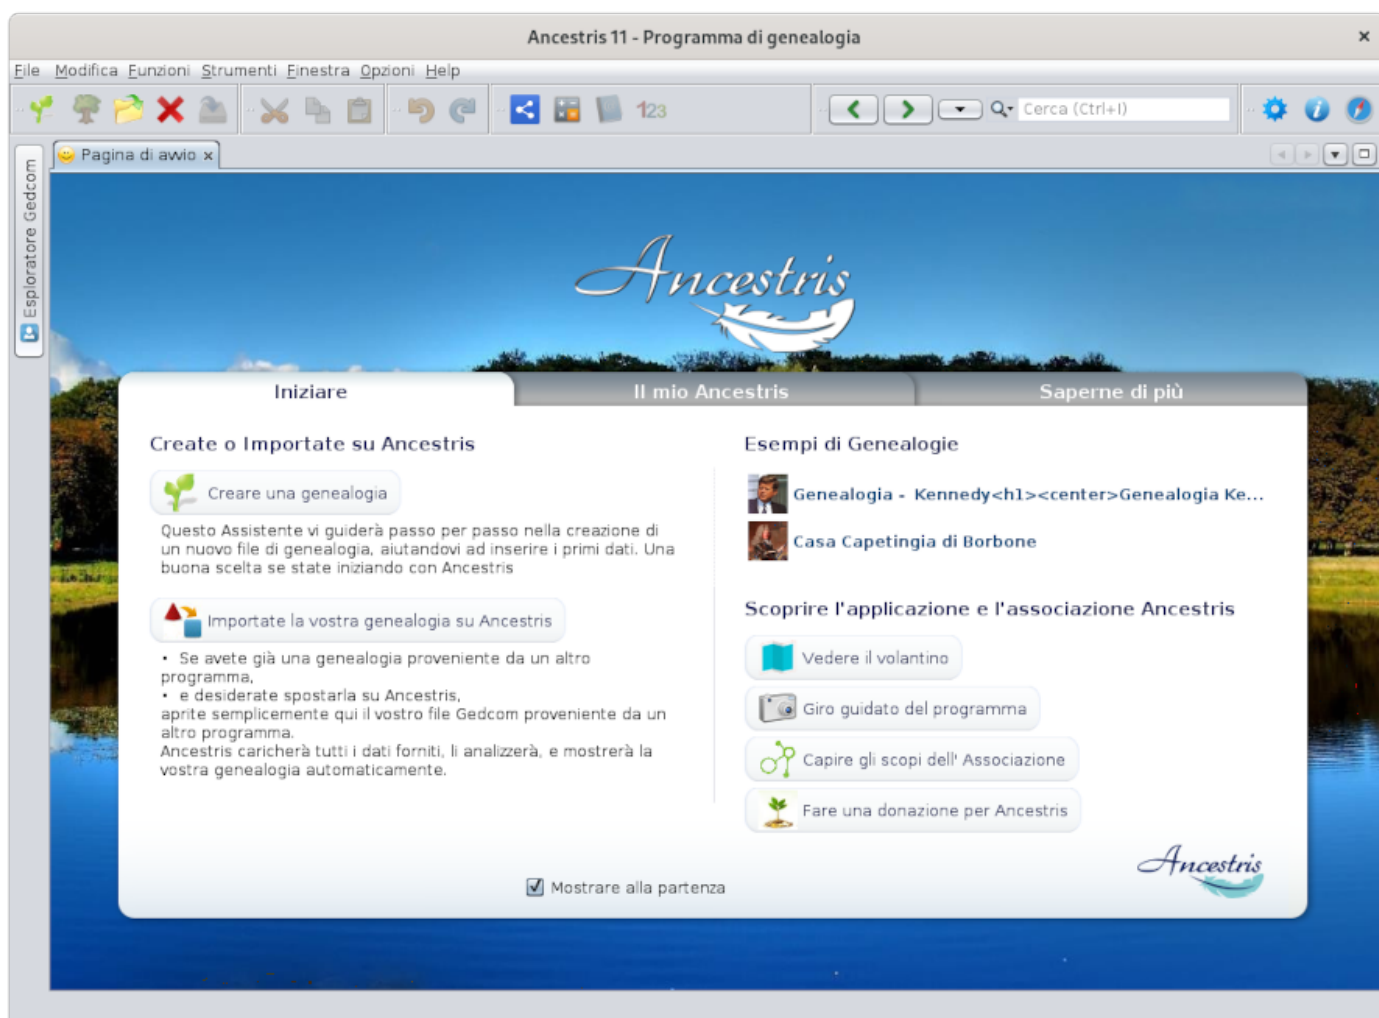 Ancestris 11 - Programma di genealogia
File Modifica Funzioni Strumenti Finestra Opzioni Help
123
Cerca (Ctrl+I)
Pagina di avvio
Esploratore Gedcom
Ancestris
Iniziare
Il mio Ancestris
Saperne di più
Create o Importate su Ancestris
Creare una genealogia
Questo Assistente vi guiderà passo per passo nella creazione di
un nuovo file di genealogia, aiutandovi ad inserire i primi dati. Una
buona scelta se state iniziando con Ancestris
Importate la vostra genealogia su Ancestris
• Se avete già una genealogia proveniente da un altro
programma,
• e desiderate spostarla su Ancestris,
aprite semplicemente qui il vostro file Gedcom proveniente da un
altro programma.
Ancestris caricherà tutti i dati forniti, li analizzerà, e mostrerà la
vostra genealogia automaticamente.
Esempi di Genealogie
Genealogia - Kennedy<h1><center>Genealogia Ke...
Casa Capetingia di Borbone
Scoprire l'applicazione e l'associazione Ancestris
Vedere il volantino
Giro guidato del programma
Capire gli scopi dell' Associazione
Fare una donazione per Ancestris
Ancestris
Mostrare alla partenza